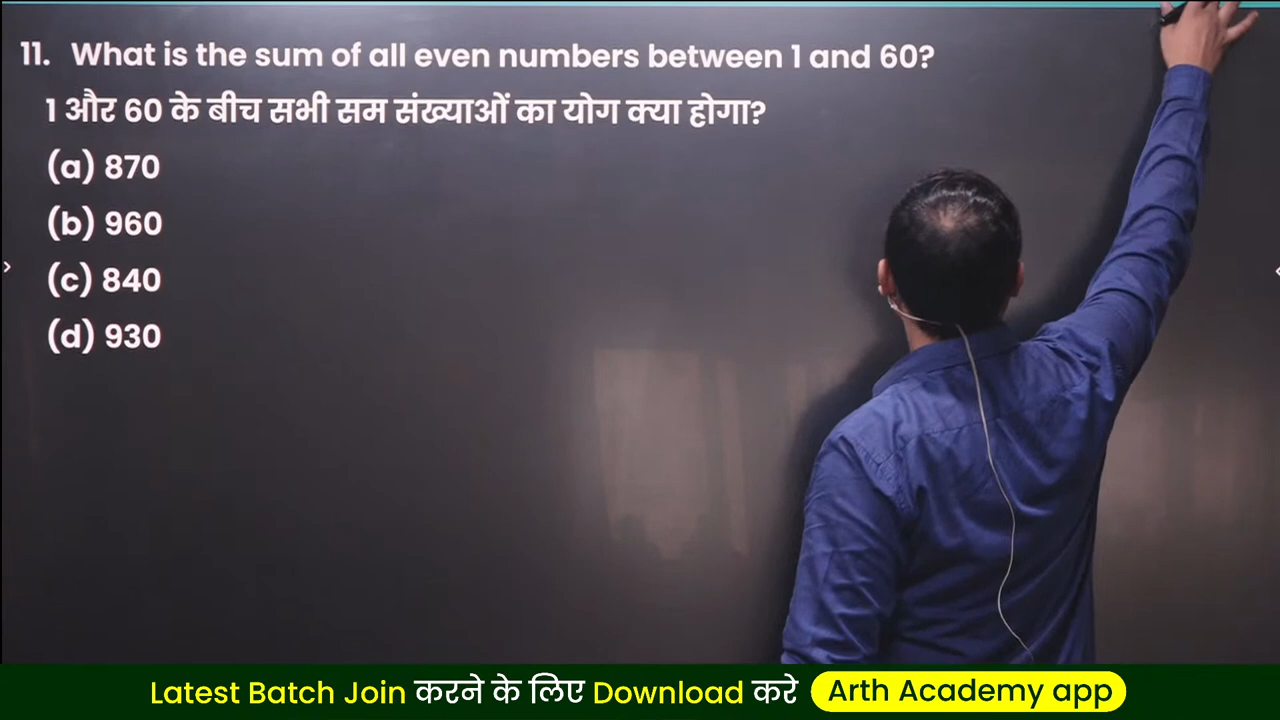 11. What is the sum of all even numbers between 1 and 60?
1 और 60 के बीच सभी सम संख्याओं का योग क्या होगा?
(a) 870
(b) 960
(c) 840
(d) 930
Latest Batch Join करने के लिए Download करे Arth Academy app